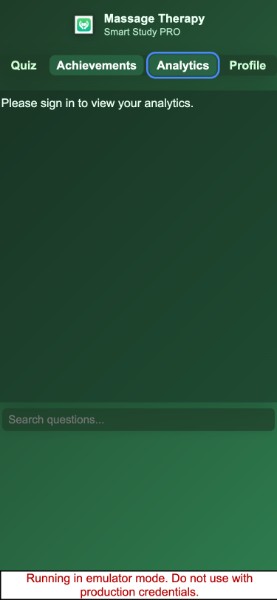 Massage Therapy
Smart Study PRO
Quiz
Achievements
Analytics
Profile
Please sign in to view your analytics.
Search questions...
Running in emulator mode. Do not use with
production credentials.